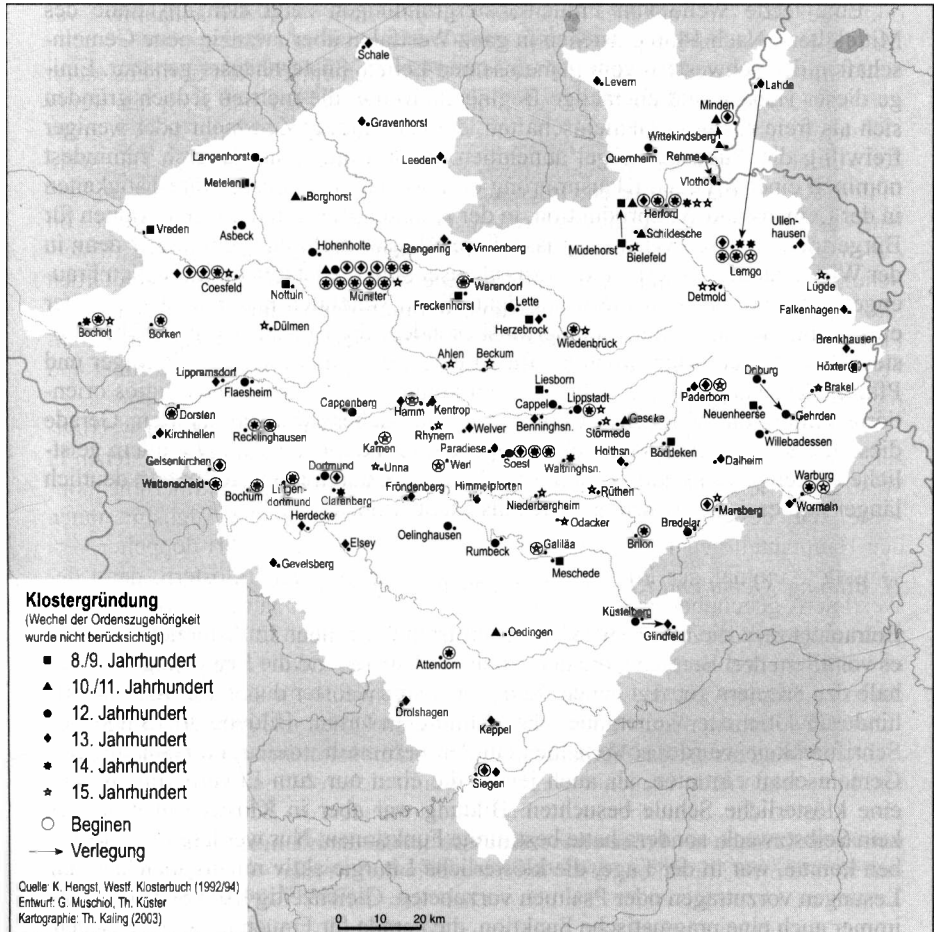 Schale
Levern
Lahde
Gravenhorst
Minden
Wittekindsberg
Langenhorst
Leeden
Quernheim
Rehme
Metelen
Vlotho
Borghorst
Herford
Ullen-
hausen
Vreden
Asbeck
Schildesche
Hohenholte
Rengering
Vinnenberg
Müdehorst
Bielefeld
Lemgo
Coesfeld
Münster
Warendorf
Detmold
Lügde
Nottuln
Freckenhorst
Lette
Falkenhagen
Herzebrock
Bocholt
Borken
Dülmen
Wiedenbrück
Brenkhausen
Ahlen
Beckum
Höxter
Lippramsdorf
Liesborn
Driburg
Flaesheim
Paderborn
Brakel
Cappenberg
Hamm
Kentrop
Cappel
Lippstadt
Neuenheerse
Gehrden
Dorsten
Benninghsn.
Geseke
Kirchhellen
Recklinghausen
Rhynern
Welver
Störmede
Willebadessen
Kamen
Paradiese
Böddeken
Gelsenkirchen
Unna
Werl
Soest
Waltringhsn.
Hoithsn.
Dalheim
Wattenscheid
Dortmund
Warburg
Bochum
Lütgen-
dortmund
Clarenberg
Fröndenberg
Himmelpforten
Rüthen
Niederbergheim
Marsberg
Wormeln
Herdecke
Odacker
Elsey
Oelinghausen
Bredelar
Gevelsberg
Rumbeck
Galiläa
Brilon
Meschede
Klostergründung
(Wechel der Ordenszugehörigkeit
wurde nicht berücksichtigt)
8./9. Jahrhundert
10./11. Jahrhundert
12. Jahrhundert
13. Jahrhundert
14. Jahrhundert
15. Jahrhundert
Beginen
Verlegung
Quelle: K. Hengst, Westf. Klosterbuch (1992/94)
Entwurf: G. Muschiol, Th. Küster
Kartographie: Th. Kaling (2003)
Küstelberg
Glindfeld
Oedingen
Attendorn
Drolshagen
Keppel
Siegen
0 10 20 km